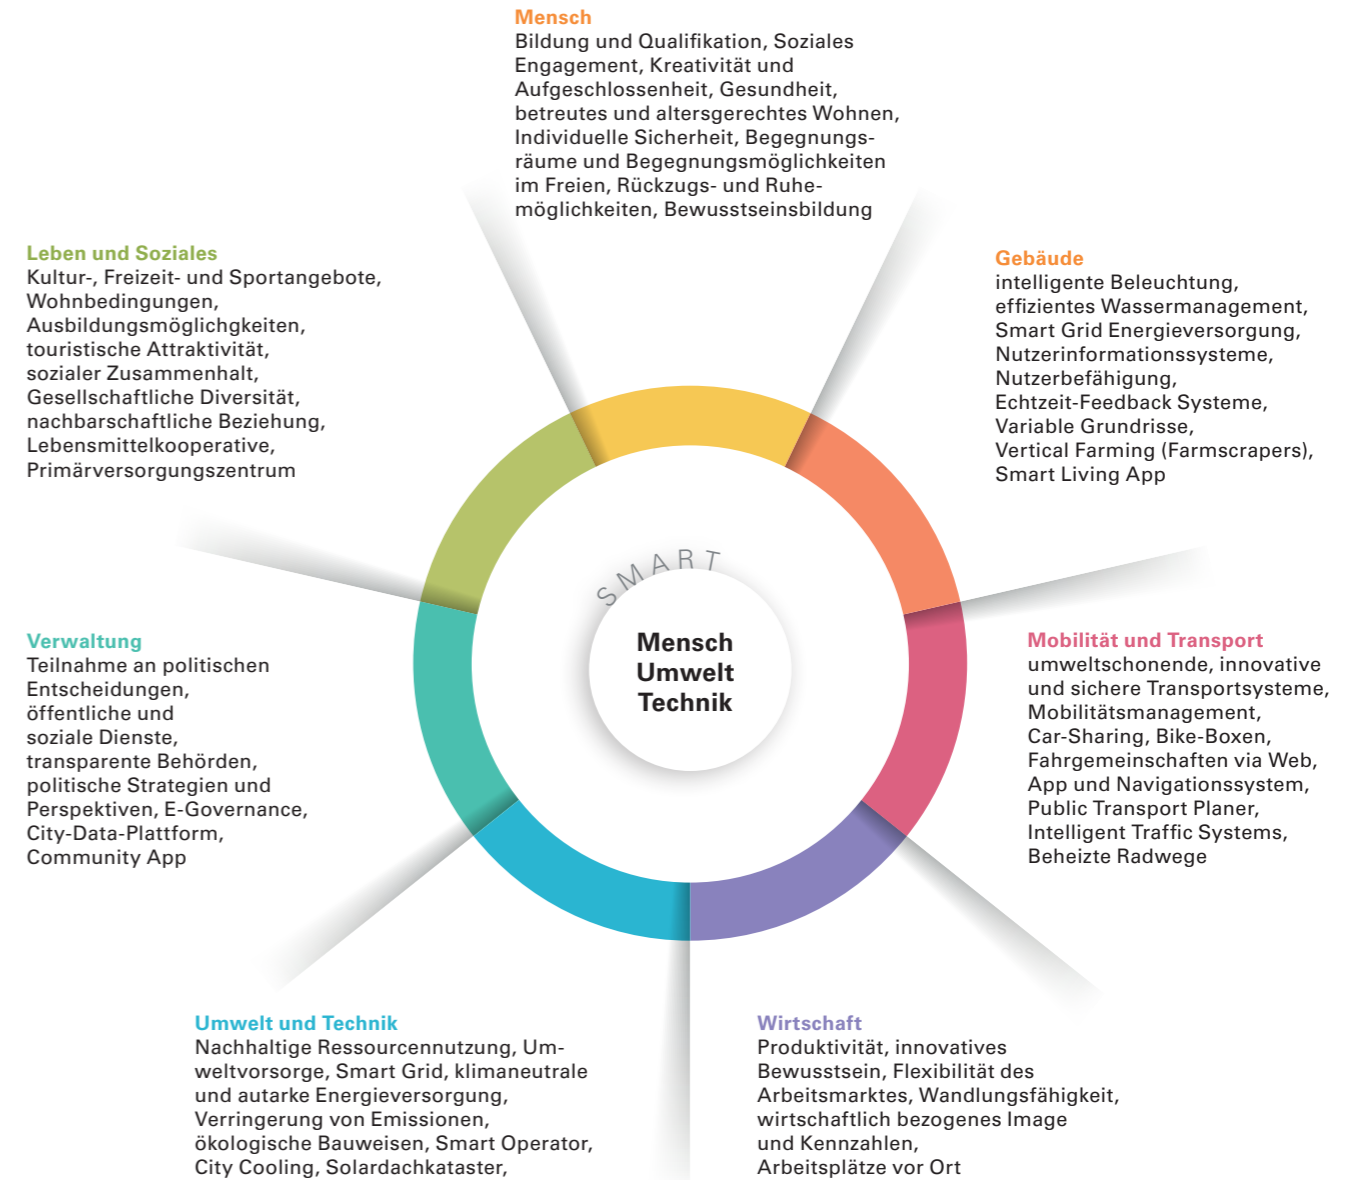 Mensch
Bildung und Qualifikation, Soziales
Engagement, Kreativität und
Aufgeschlossenheit, Gesundheit,
betreutes und altersgerechtes Wohnen,
Individuelle Sicherheit, Begegnungs-
räume und Begegnungsmöglichkeiten
im Freien, Rückzugs- und Ruhe-
möglichkeiten, Bewusstseinsbildung
Leben und Soziales
Kultur-, Freizeit- und Sportangebote,
Wohnbedingungen,
Ausbildungsmöglichgkeiten,
touristische Attraktivität,
sozialer Zusammenhalt,
Gesellschaftliche Diversität,
nachbarschaftliche Beziehung,
Lebensmittelkooperative,
Primärversorgungszentrum
Gebäude
intelligente Beleuchtung,
effizientes Wassermanagement,
Smart Grid Energieversorgung,
Nutzerinformationssysteme,
Nutzerbefähigung,
Echtzeit-Feedback Systeme,
Variable Grundrisse,
Vertical Farming (Farmscrapers),
Smart Living App
SMART
Mensch
Umwelt
Technik
Verwaltung
Teilnahme an politischen
Entscheidungen,
öffentliche und
soziale Dienste,
transparente Behörden,
politische Strategien und
Perspektiven, E-Governance,
City-Data-Plattform,
Community App
Mobilität und Transport
umweltschonende, innovative
und sichere Transportsysteme,
Mobilitätsmanagement,
Car-Sharing, Bike-Boxen,
Fahrgemeinschaften via Web,
App und Navigationssystem,
Public Transport Planer,
Intelligent Traffic Systems,
Beheizte Radwege
Umwelt und Technik
Nachhaltige Ressourcennutzung, Um-
weltvorsorge, Smart Grid, klimaneutrale
und autarke Energieversorgung,
Verringerung von Emissionen,
ökologische Bauweisen, Smart Operator,
City Cooling, Solardachkataster,
Wirtschaft
Produktivität, innovatives
Bewusstsein, Flexibilität des
Arbeitsmarktes, Wandlungsfähigkeit,
wirtschaftlich bezogenes Image
und Kennzahlen,
Arbeitsplätze vor Ort